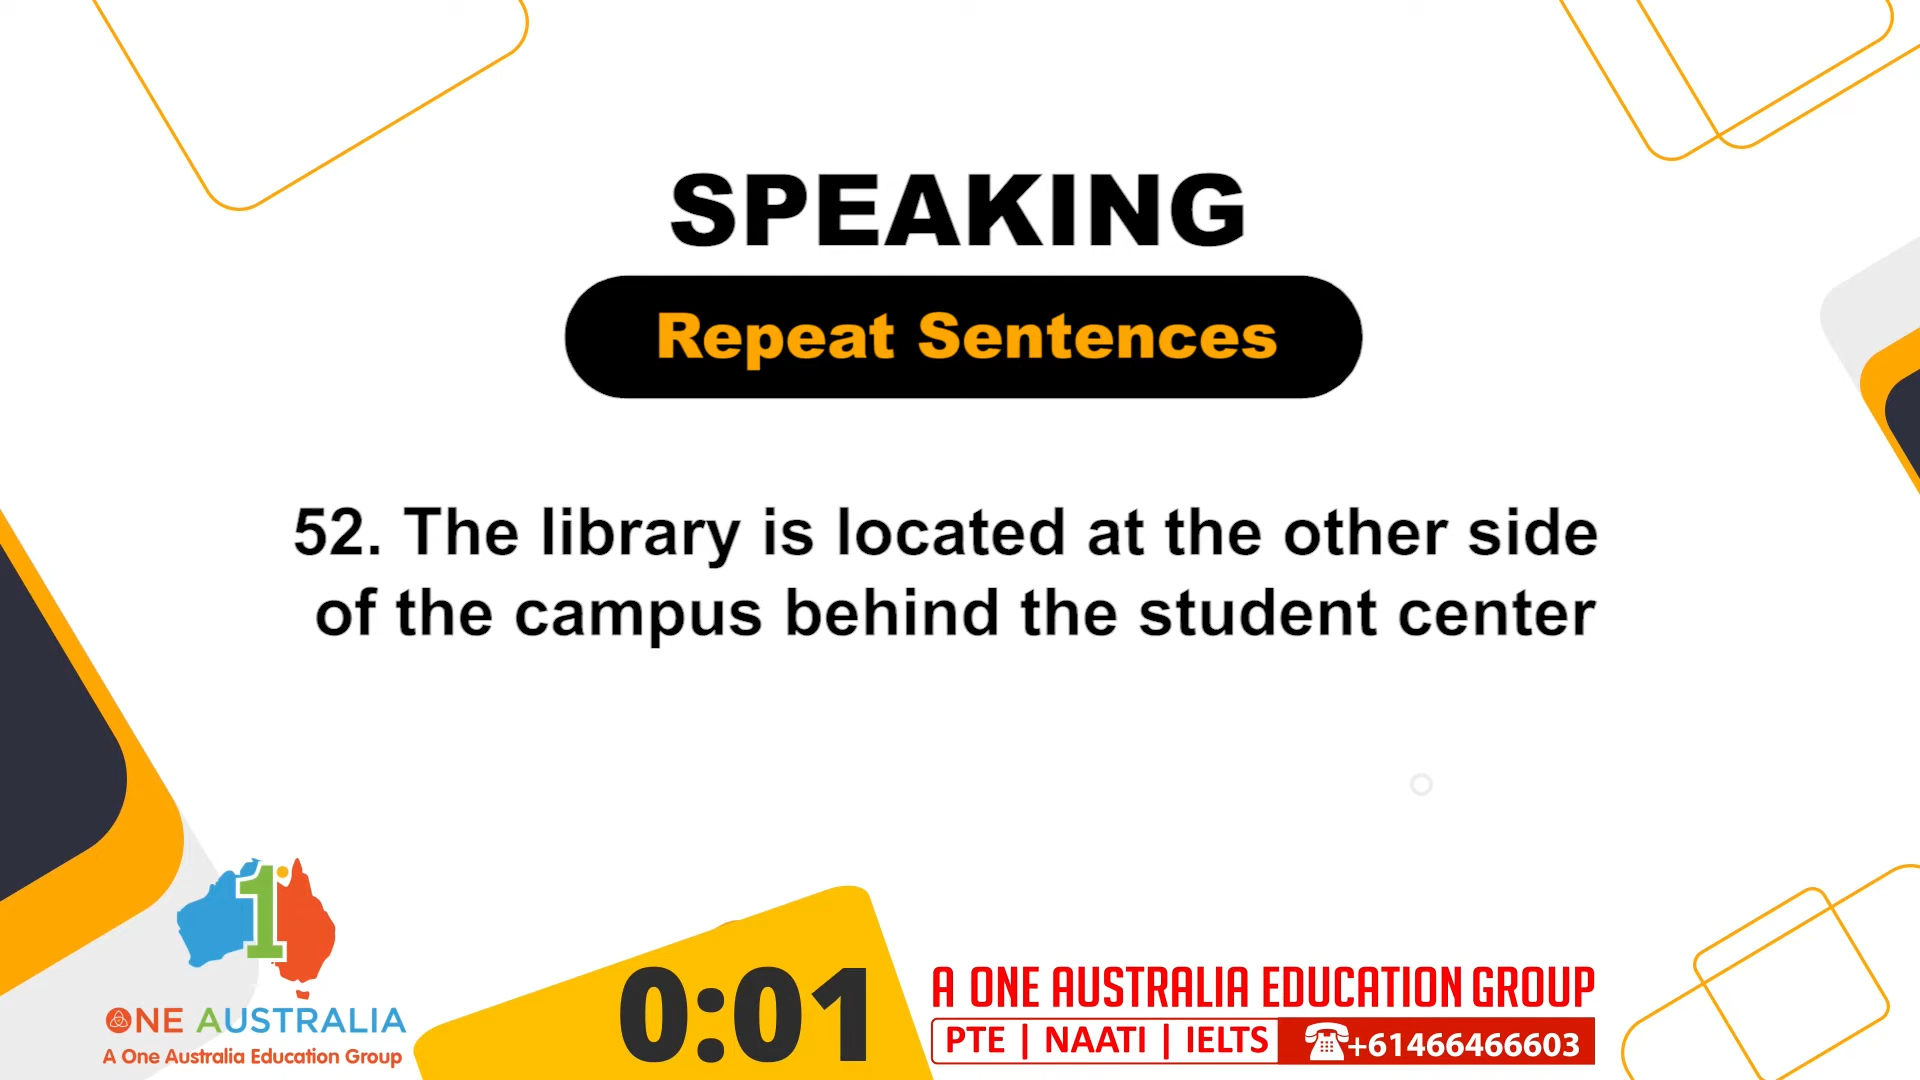 SPEAKING
Repeat Sentences
52. The library is located at the other side
of the campus behind the student center
1
ONE AUSTRALIA
A One Australia Education Group
0:01
A ONE AUSTRALIA EDUCATION GROUP
PTE | NAATI | IELTS +61466466603